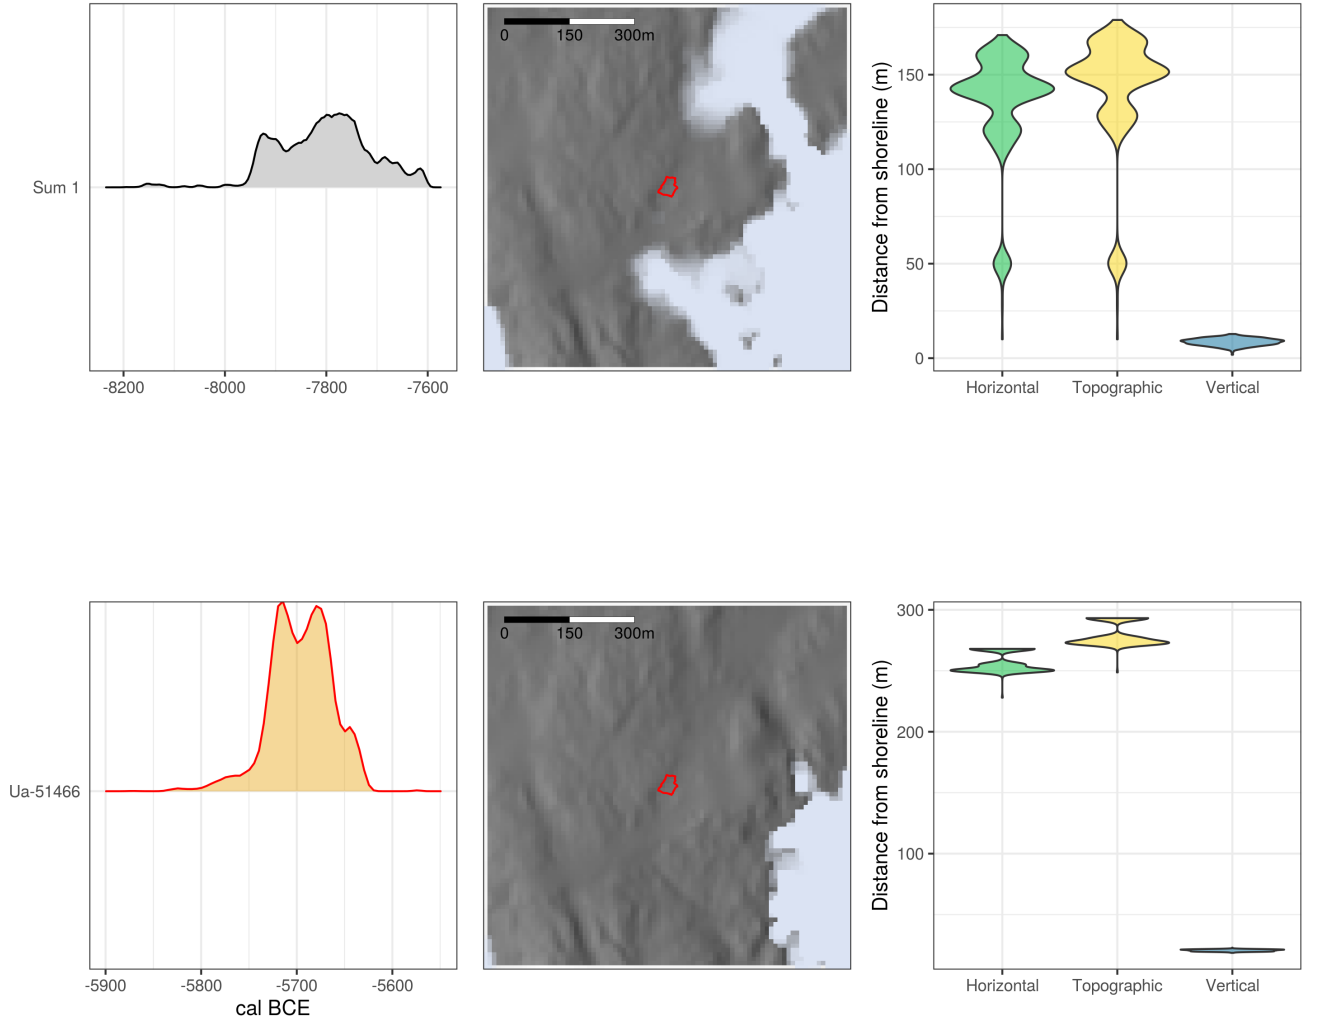 Sum 1
-8200 -8000 -7800 -7600
0 150 300m
Distance from shoreline (m)
150
100
50
0
Horizontal Topographic Vertical
Ua-51466
-5900 -5800 -5700 -5600
cal BCE
0 150 300m
Distance from shoreline (m)
300
200
100
Horizontal Topographic Vertical